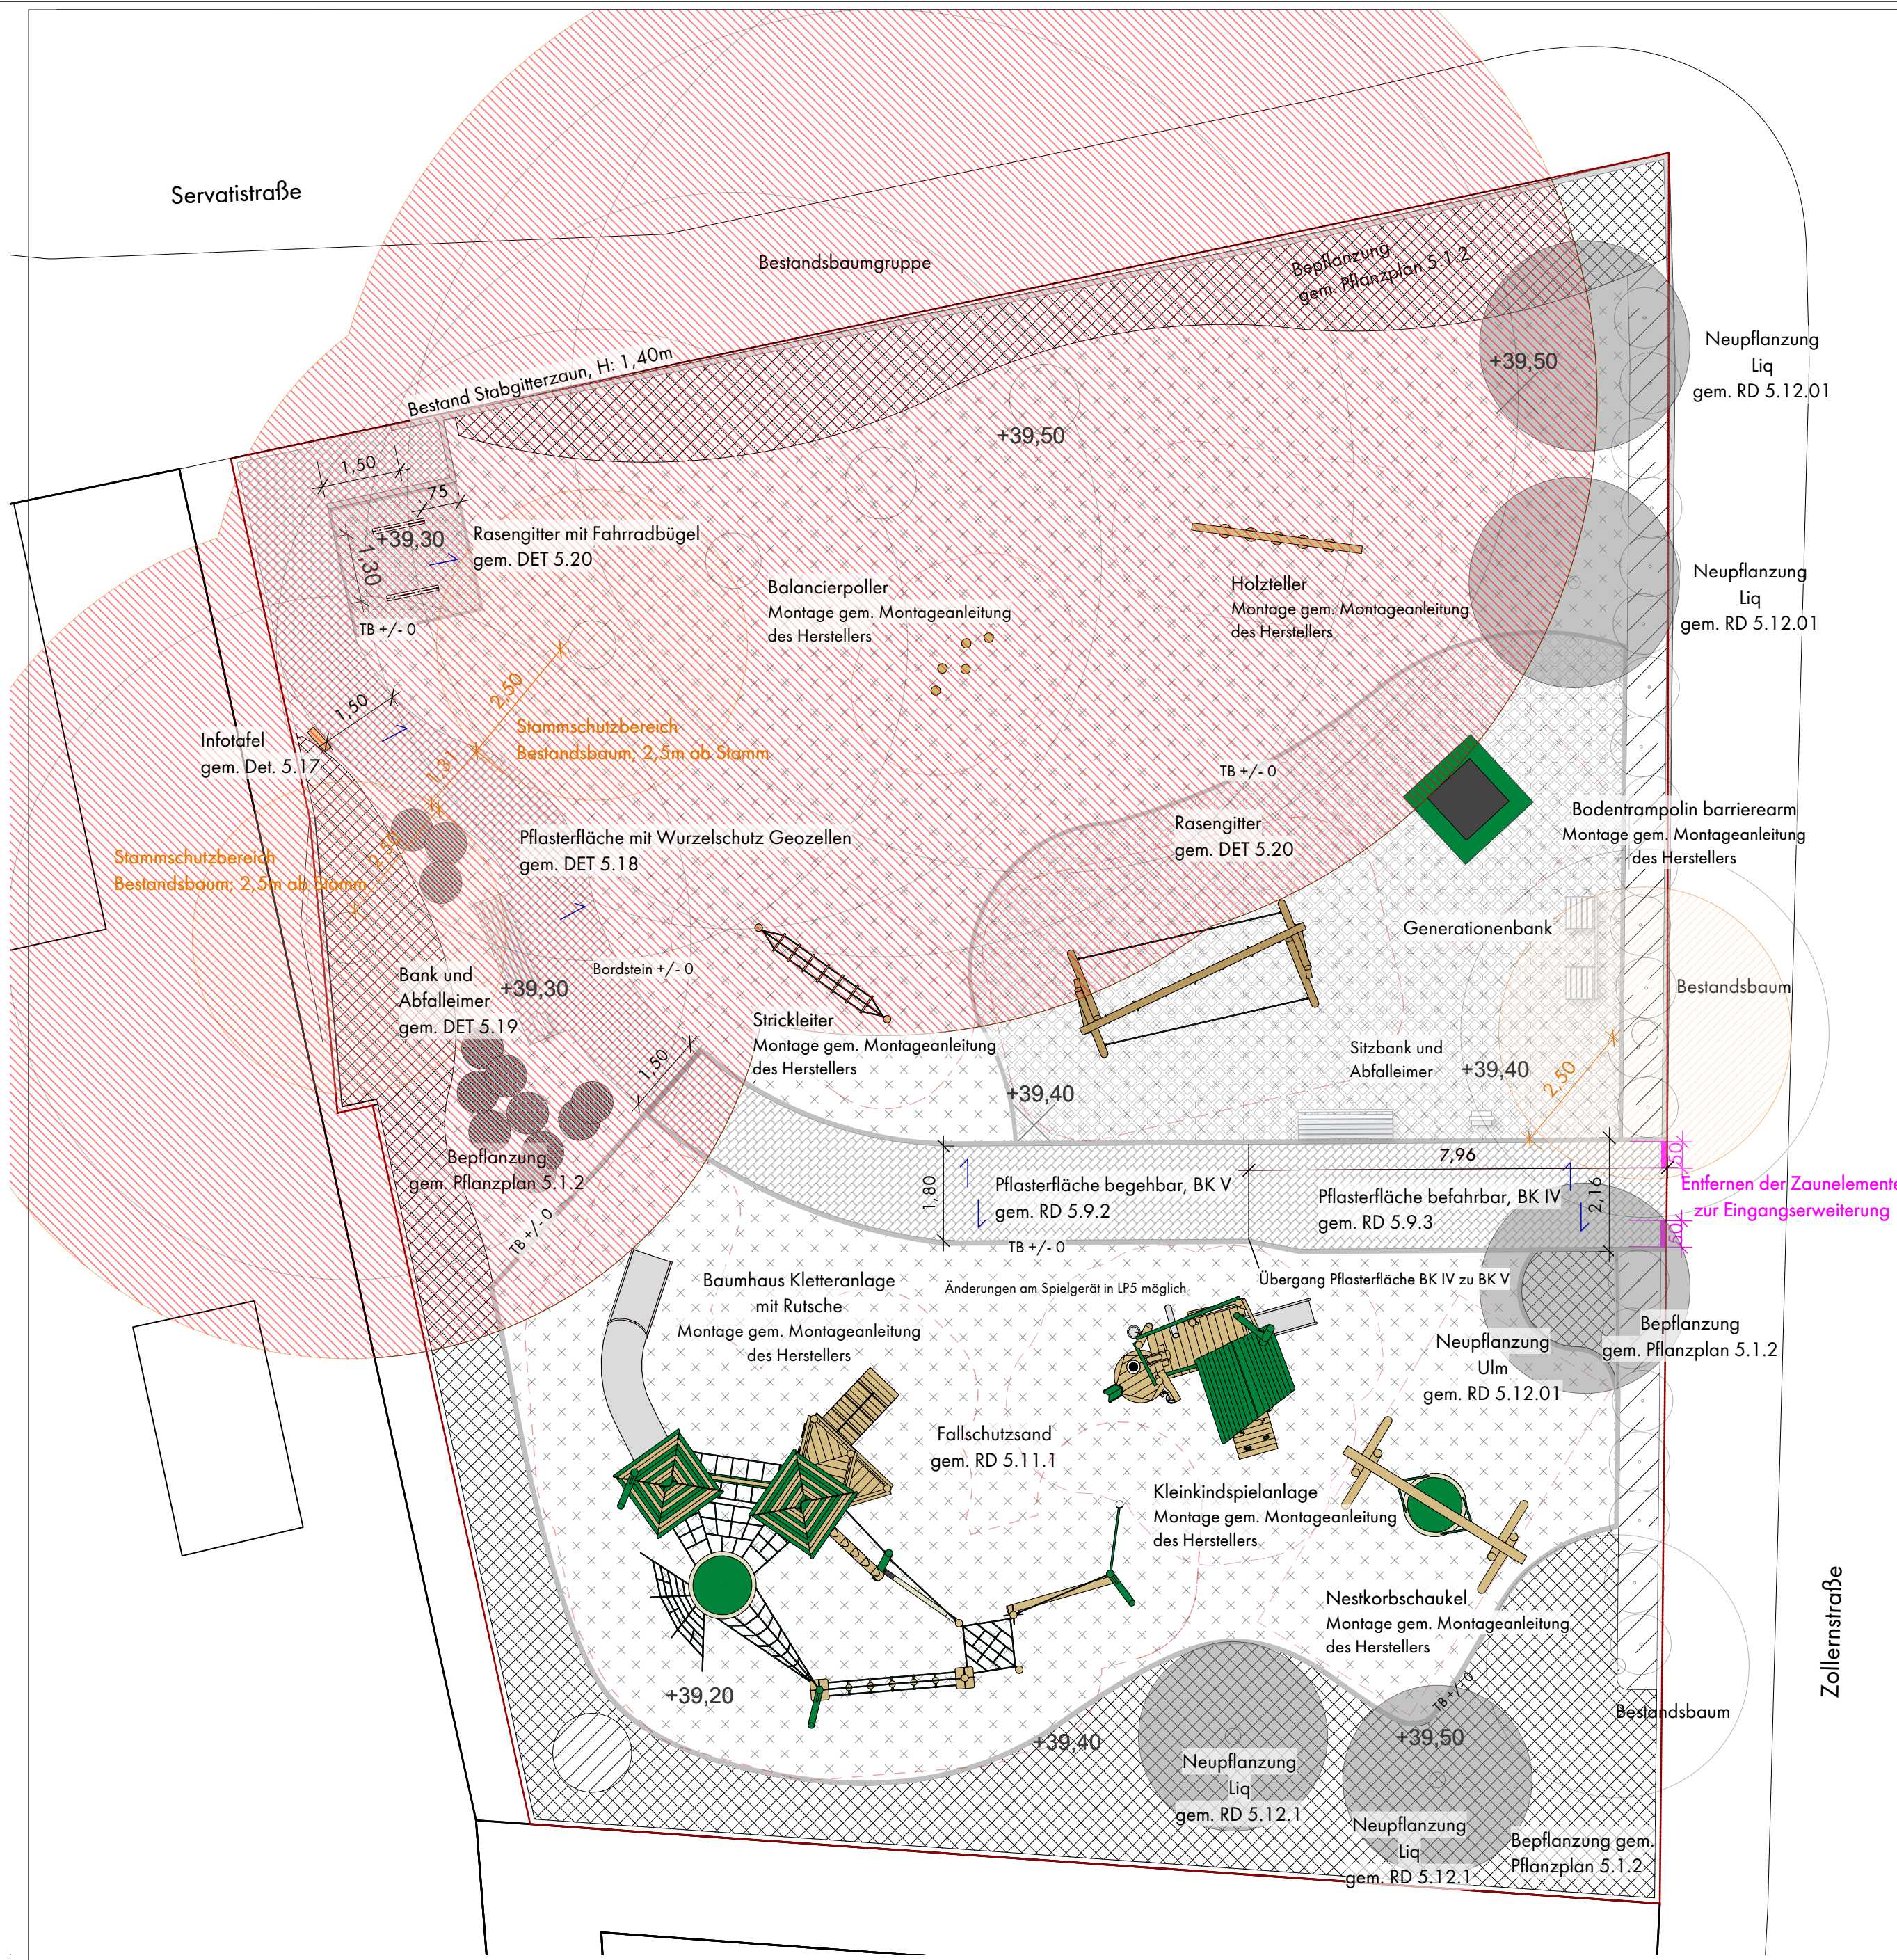 Servatistraße
Bestandsbaumgruppe
Bepflanzung
gem. Pflanzplan 5.1.2
Bestand Stabgitterzaun, H: 1,40m
+39,50
Neupflanzung
Liq
gem. RD 5.12.01
+39,50
1,50
75
+39,30
1,30
Rasengitter mit Fahrradbügel
gem. DET 5.20
TB +/- 0
Balancierpoller
Montage gem. Montageanleitung
des Herstellers
Holzteller
Montage gem. Montageanleitung
des Herstellers
Neupflanzung
Liq
gem. RD 5.12.01
2,50
1,50
Stammschutzbereich
Bestandsbaum; 2,5m ab Stamm
Infotafel
gem. Det. 5.17
1,3
TB +/- 0
Rasengitter
gem. DET 5.20
Bodentrampolin barrierearm
Montage gem. Montageanleitung
des Herstellers
Pflasterfläche mit Wurzelschutz Geozellen
gem. DET 5.18
2,50
Stammschutzbereich
Bestandsbaum; 2,5m ab Stamm
Generationenbank
Bank und
Abfalleimer
gem. DET 5.19
+39,30
Bordstein +/- 0
Bestandsbaum
Strickleiter
Montage gem. Montageanleitung
des Herstellers
Sitzbank und
Abfalleimer
+39,40
2,50
1,50
+39,40
Bepflanzung
gem. Pflanzplan 5.1.2
7,96
50
1,80
Pflasterfläche begehbar, BK V
gem. RD 5.9.2
Pflasterfläche befahrbar, BK IV
gem. RD 5.9.3
2,16
Entfernen der Zaunelemente
zur Eingangserweiterung
50
TB +/- 0
TB +/- 0
Baumhaus Kletteranlage
mit Rutsche
Montage gem. Montageanleitung
des Herstellers
Änderungen am Spielgerät in LP5 möglich
Übergang Pflasterfläche BK IV zu BK V
Neupflanzung
Ulm
gem. RD 5.12.01
Bepflanzung
gem. Pflanzplan 5.1.2
Fallschutzsand
gem. RD 5.11.1
Kleinkindspielanlage
Montage gem. Montageanleitung
des Herstellers
Nestkorbschaukel
Montage gem. Montageanleitung
des Herstellers
Zollernstraße
+39,20
TB +/- 0
Bestandsbaum
+39,40
+39,50
Neupflanzung
Liq
gem. RD 5.12.1
Neupflanzung
Liq
gem. RD 5.12.1
Bepflanzung gem.
Pflanzplan 5.1.2